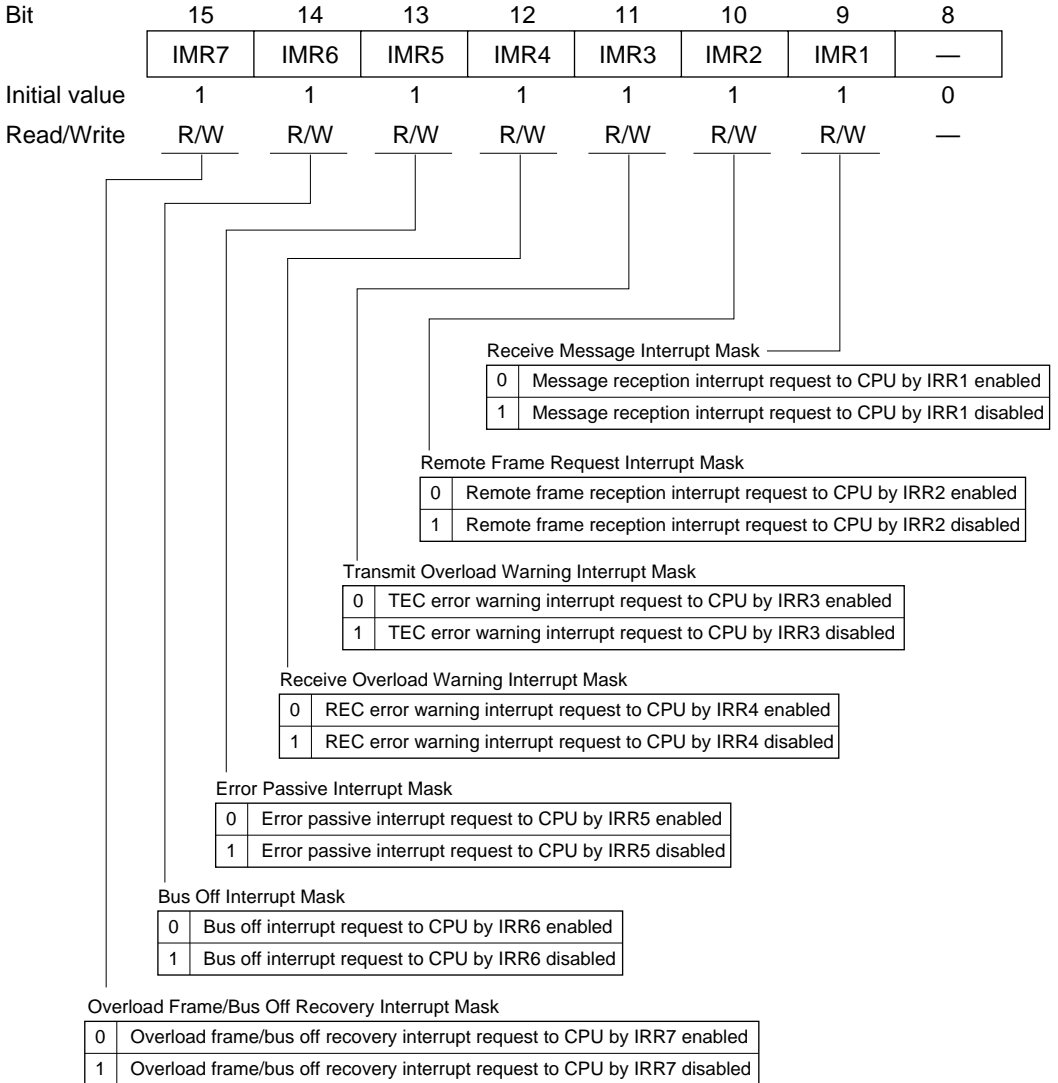 Bit 15 14 13 12 11 10 9 8
IMR7 IMR6 IMR5 IMR4 IMR3 IMR2 IMR1 —
Initial value 1 1 1 1 1 1 1 0
Read/Write R/W R/W R/W R/W R/W R/W R/W —
Receive Message Interrupt Mask
0 Message reception interrupt request to CPU by IRR1 enabled
1 Message reception interrupt request to CPU by IRR1 disabled
Remote Frame Request Interrupt Mask
0 Remote frame reception interrupt request to CPU by IRR2 enabled
1 Remote frame reception interrupt request to CPU by IRR2 disabled
Transmit Overload Warning Interrupt Mask
0 TEC error warning interrupt request to CPU by IRR3 enabled
1 TEC error warning interrupt request to CPU by IRR3 disabled
Receive Overload Warning Interrupt Mask
0 REC error warning interrupt request to CPU by IRR4 enabled
1 REC error warning interrupt request to CPU by IRR4 disabled
Error Passive Interrupt Mask
0 Error passive interrupt request to CPU by IRR5 enabled
1 Error passive interrupt request to CPU by IRR5 disabled
Bus Off Interrupt Mask
0 Bus off interrupt request to CPU by IRR6 enabled
1 Bus off interrupt request to CPU by IRR6 disabled
Overload Frame/Bus Off Recovery Interrupt Mask
0 Overload frame/bus off recovery interrupt request to CPU by IRR7 enabled
1 Overload frame/bus off recovery interrupt request to CPU by IRR7 disabled